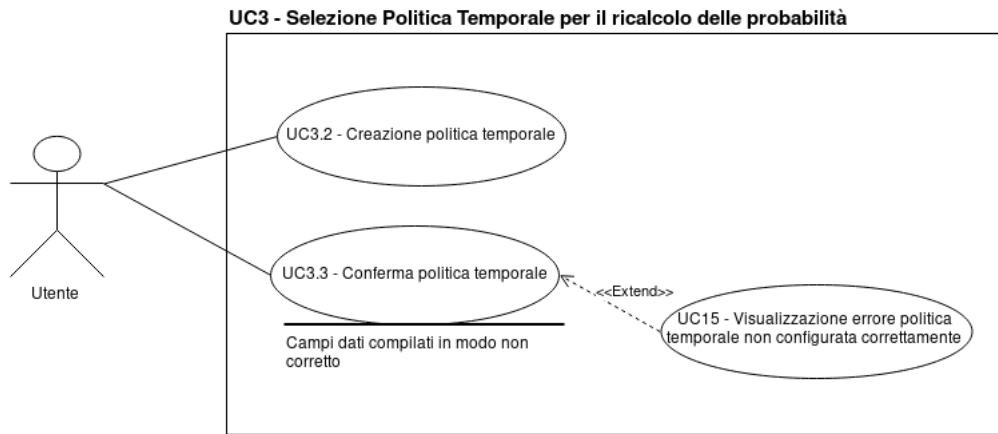 UC3 - Selezione Politica Temporale per il ricalcolo delle probabilità
UC3.2 - Creazione politica temporale
UC3.3 - Conferma politica temporale
Utente
<<Extend>>
UC15 - Visualizzazione errore politica
temporale non configurata correttamente
Campi dati compilati in modo non
corretto